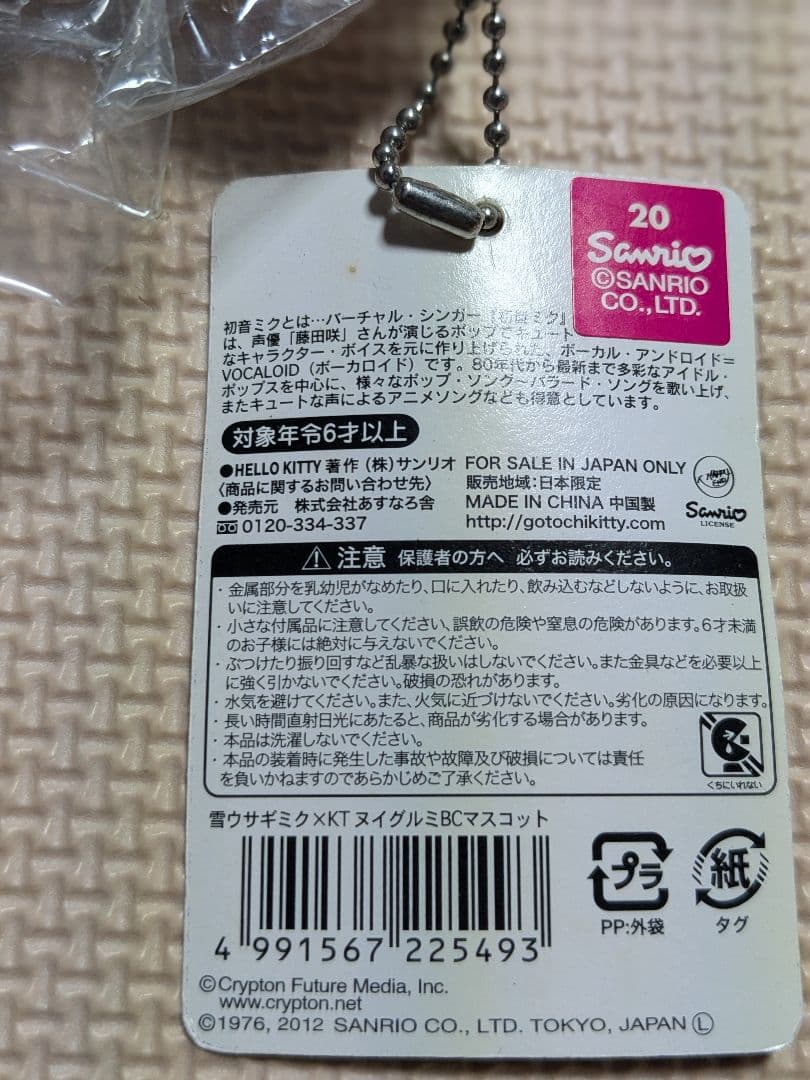 20
Sanrio
©SANRIO
CO., LTD.
初音ミクとは…バーチャル・シンガー『初音ミク』
は、声優「藤田咲」さんが演じるポップでキュート
なキャラクター・ボイスを元に作り上げられた、ボーカル・アンドロイド=
VOCALOID（ボーカロイド）です。80年代から最新まで多彩なアイドル・
ポップスを中心に、様々なポップ・ソング〜バラード・ソングを歌い上げ、
またキュートな声によるアニメソングなども得意としています。
対象年令6才以上
●HELLO KITTY 著作（株）サンリオ FOR SALE IN JAPAN ONLY
〈商品に関するお問い合わせ先〉 販売地域:日本限定
●発売元 株式会社あすなろ舎 MADE IN CHINA 中国製
0120-334-337 http://gotochikitty.com
Sanrio
LICENSE
注意 保護者の方へ 必ずお読みください。
・金属部分を乳幼児がなめたり、口に入れたり、飲み込むなどしないように、お取扱
いに注意してください。
・小さな付属品に注意してください、誤飲の危険や窒息の危険があります。6才未満
のお子様には絶対に与えないでください。
・ぶつけたり振り回すなど乱暴な扱いはしないでください。また金具などを必要以上
に強く引かないでください。破損の恐れがあります。
・水気を避けてください。また、火気に近づけないでください。劣化の原因になります。
・長い時間直射日光にあたると、商品が劣化する場合があります。
・本品は洗濯しないでください。
・本品の装着時に発生した事故や故障及び破損については責任
を負いかねますのであらかじめご了承ください。
くちにいれない
雪ウサギミク×KT ヌイグルミBCマスコット
4 991567 225493
プラ
PP:外袋
紙
タグ
©Crypton Future Media, Inc.
www.crypton.net
©1976, 2012 SANRIO CO., LTD. TOKYO, JAPAN Ⓛ